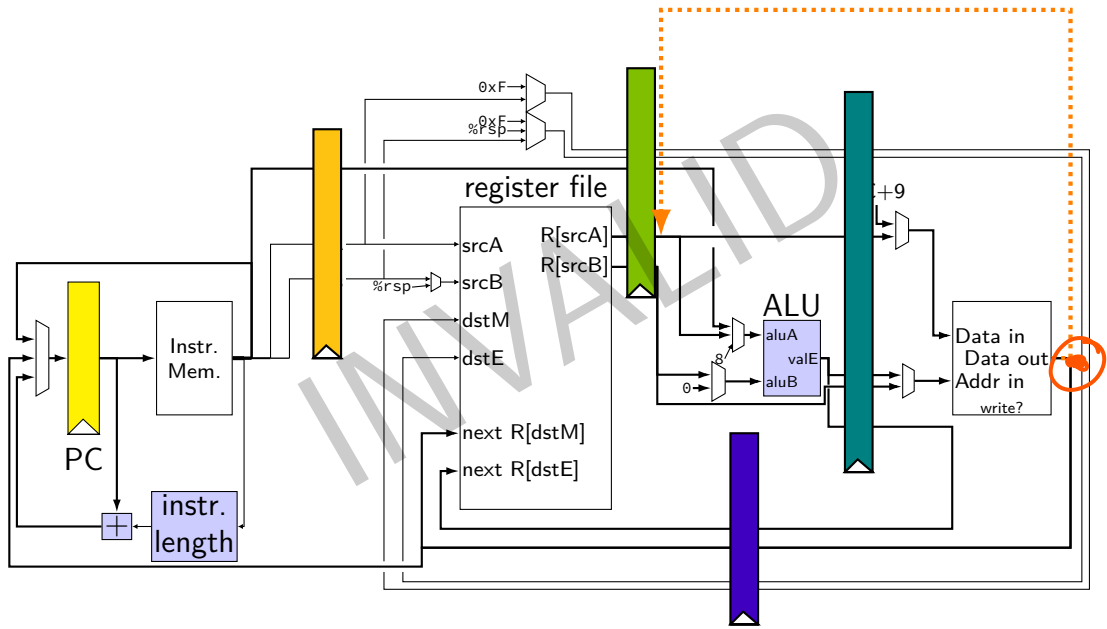 0xF
0xF
%rsp
register file
+9
srcA
R[srcA]
R[srcB]
srcB
%rsp
dstM
dstE
ALU
aluA
valE
aluB
8
0
Instr.
Mem.
Data in
Data out
Addr in
write?
PC
next R[dstM]
next R[dstE]
+
instr.
length
INVALID